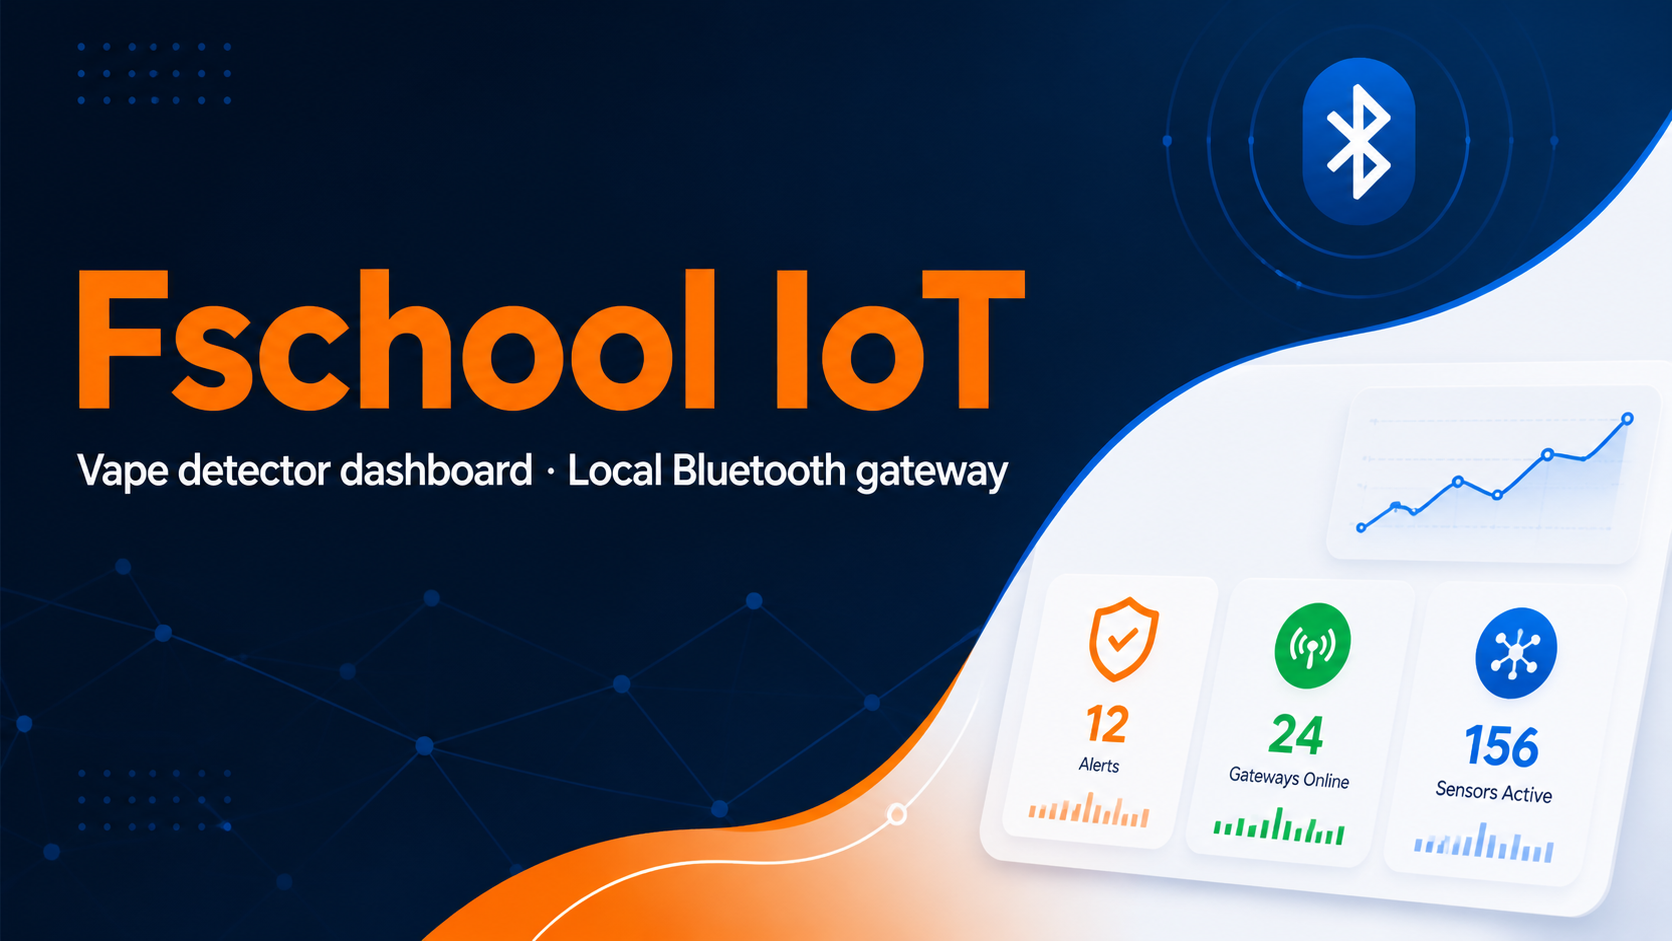 Fschool IoT
Vape detector dashboard · Local Bluetooth gateway
12
Alerts
24
Gateways Online
156
Sensors Active